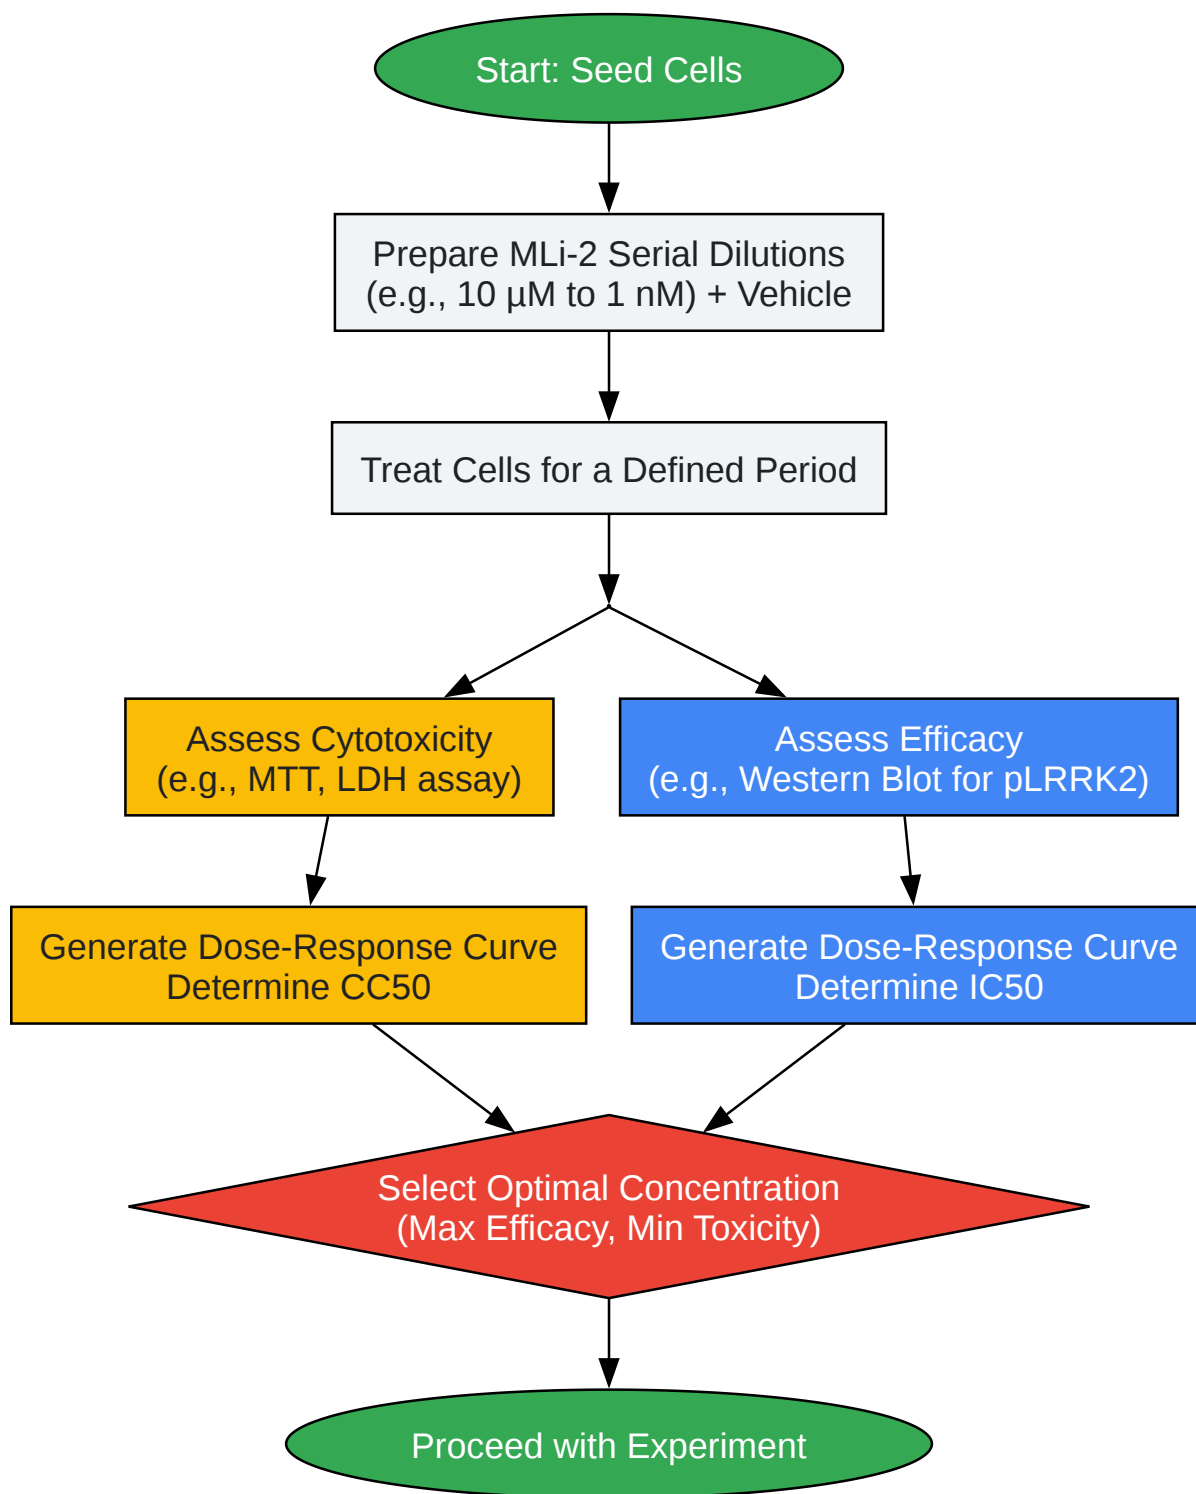 Start: Seed Cells
Prepare MLi-2 Serial Dilutions
(e.g., 10 µM to 1 nM) + Vehicle
Treat Cells for a Defined Period
Assess Cytotoxicity
(e.g., MTT, LDH assay)
Assess Efficacy
(e.g., Western Blot for pLRRK2)
Generate Dose-Response Curve
Determine CC50
Generate Dose-Response Curve
Determine IC50
Select Optimal Concentration
(Max Efficacy, Min Toxicity)
Proceed with Experiment